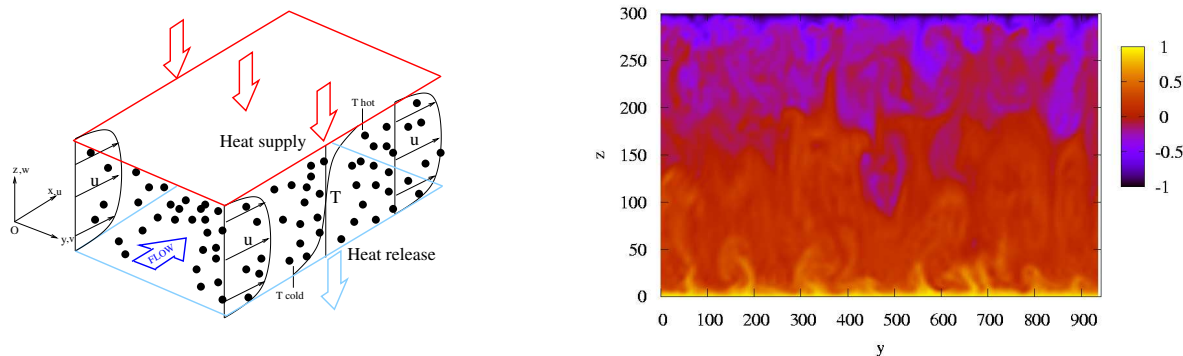 T hot
Heat supply
u
u
T
z,w
x,u
O
y,v
u
FLOW
Heat release
T cold
300
250
200
150
100
50
0
z
0 100 200 300 400 500 600 700 800 900
y
1
0.5
0
-0.5
-1